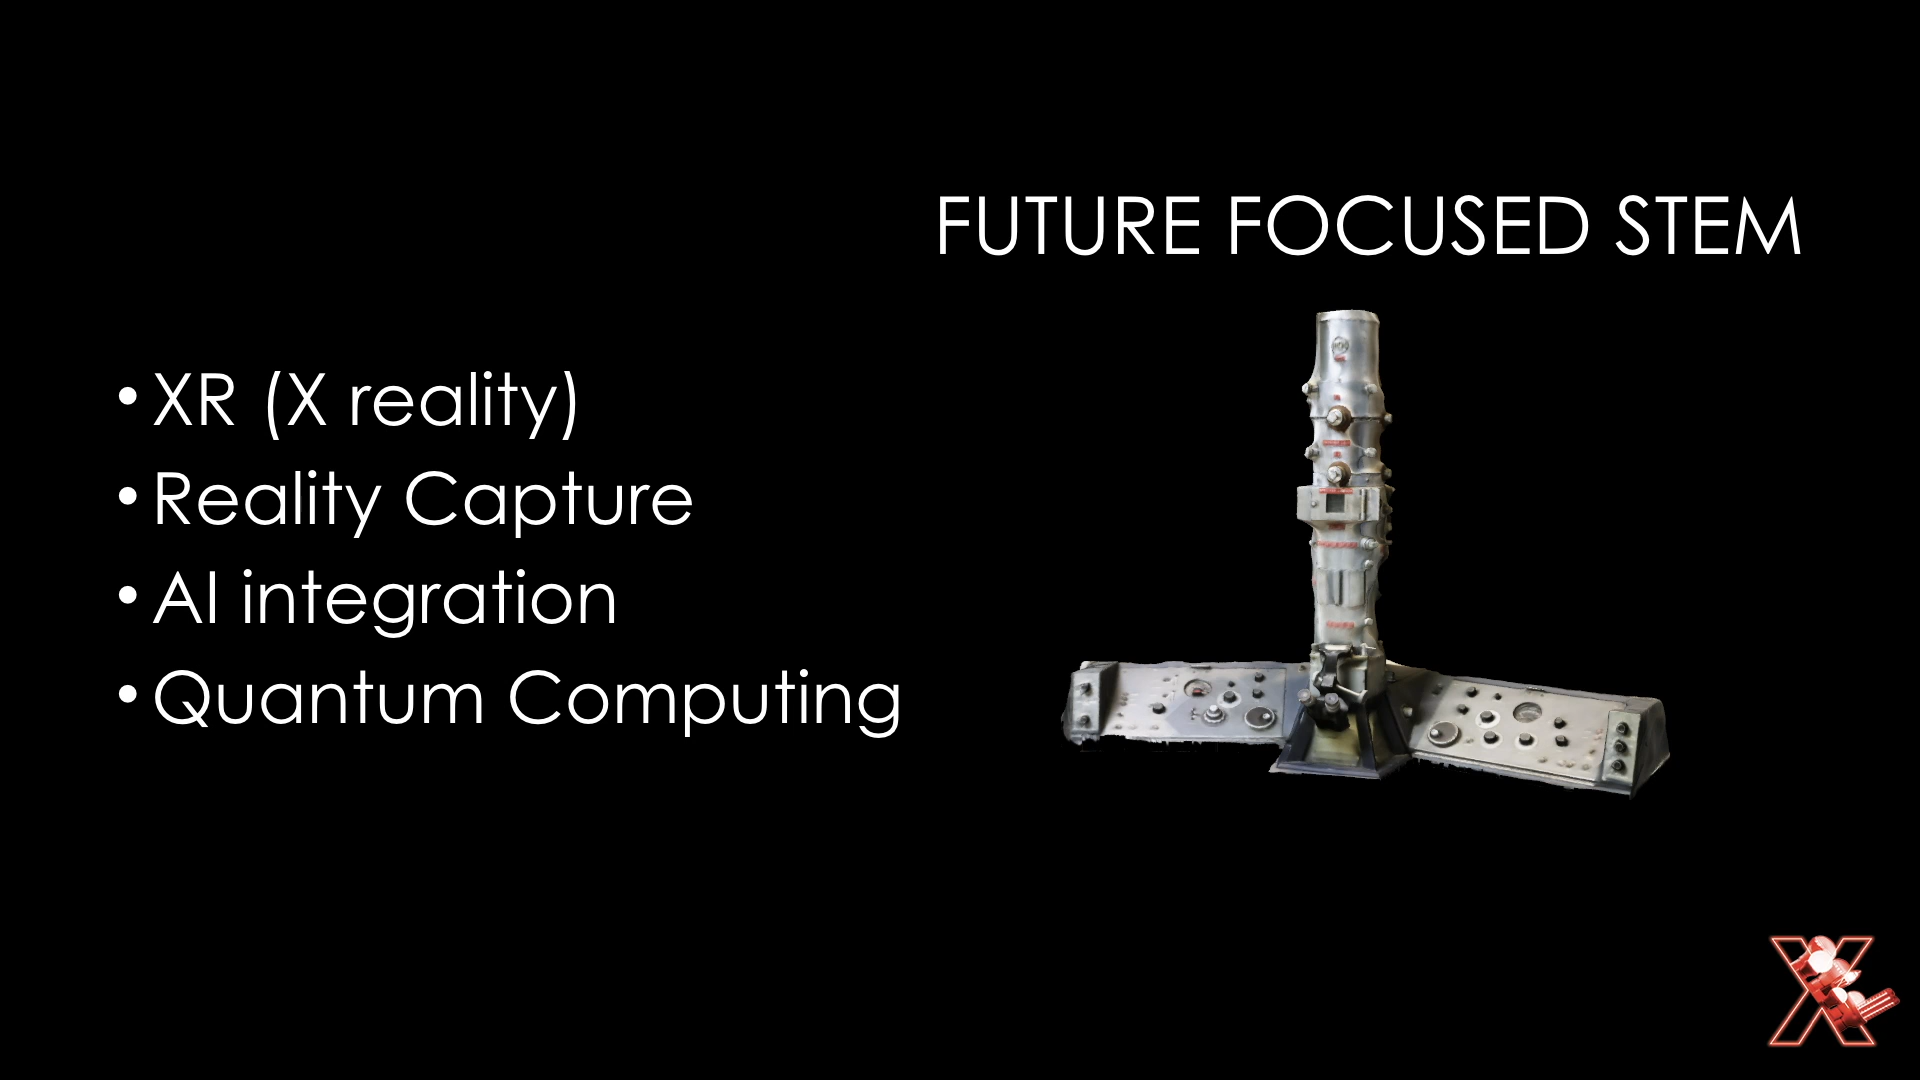 FUTURE FOCUSED STEM
• XR (X reality)
• Reality Capture
• AI integration
• Quantum Computing
X